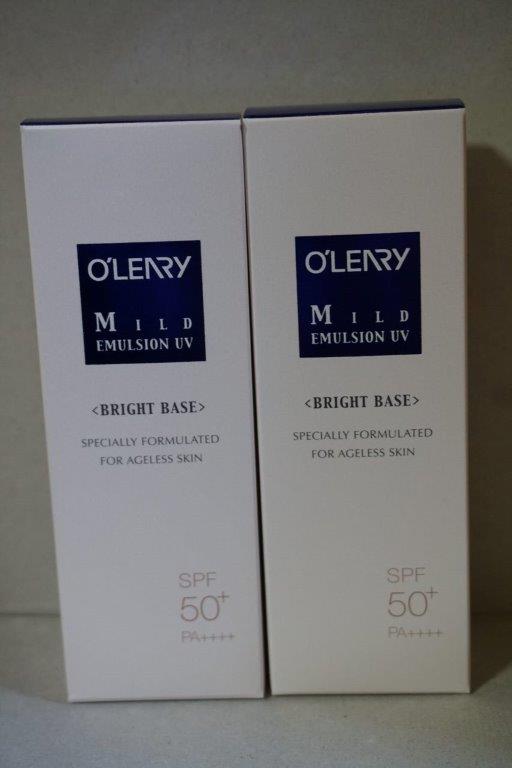 O'LEARY
MILD
EMULSION UV
<BRIGHT BASE>
SPECIALLY FORMULATED
FOR AGELESS SKIN
SPF
50+
PA++++
O'LEARY
MILD
EMULSION UV
<BRIGHT BASE>
SPECIALLY FORMULATED
FOR AGELESS SKIN
SPF
50+
PA++++